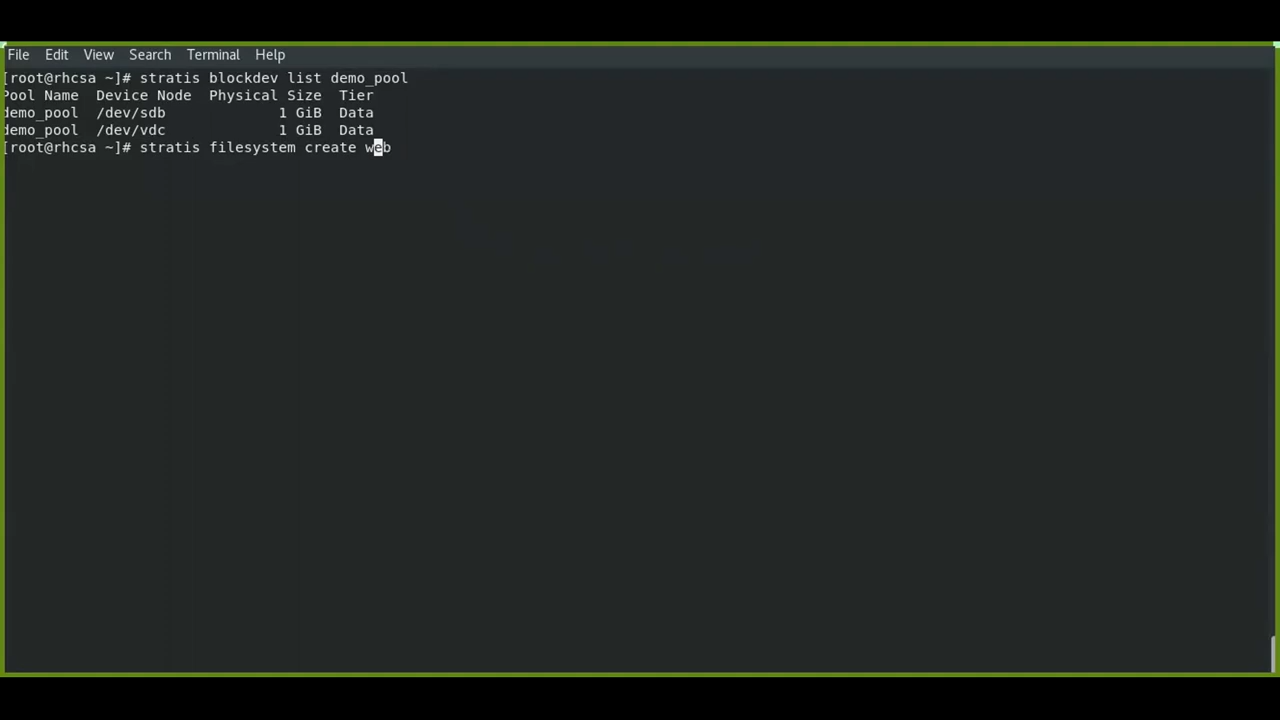 File Edit View Search Terminal Help
[root@rhcsa ~]# stratis blockdev list demo_pool
Pool Name  Device Node  Physical Size  Tier
demo_pool  /dev/sdb             1 GiB  Data
demo_pool  /dev/vdc             1 GiB  Data
[root@rhcsa ~]# stratis filesystem create web